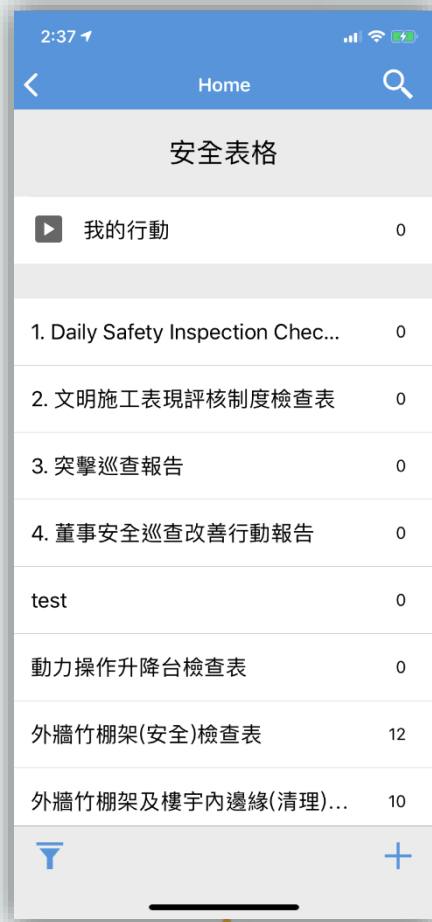 2:37
Home
安全表格
我的行動 0
1. Daily Safety Inspection Chec... 0
2. 文明施工表現評核制度檢查表 0
3. 突擊巡查報告 0
4. 董事安全巡查改善行動報告 0
test 0
動力操作升降台檢查表 0
外牆竹棚架(安全)檢查表 12
外牆竹棚架及樓宇內邊緣(清理)... 10